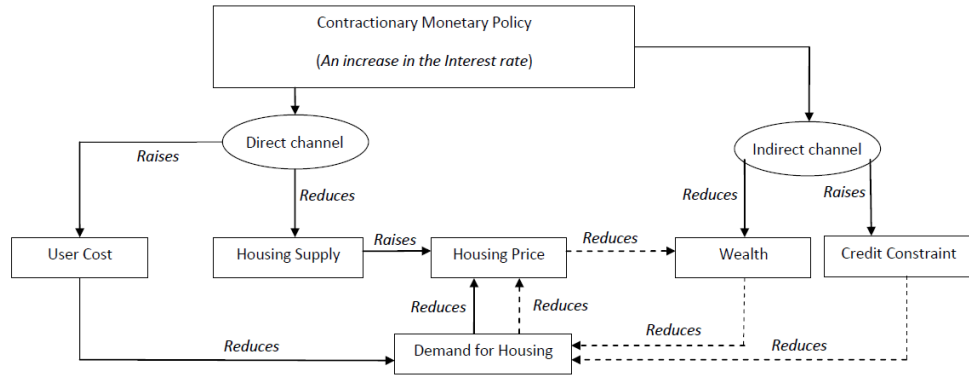 Contractionary Monetary Policy
(An increase in the Interest rate)
Direct channel
Indirect channel
Raises
Reduces
Reduces
Raises
User Cost
Housing Supply
Raises
Housing Price
Reduces
Wealth
Credit Constraint
Reduces
Reduces
Reduces
Reduces
Reduces
Demand for Housing